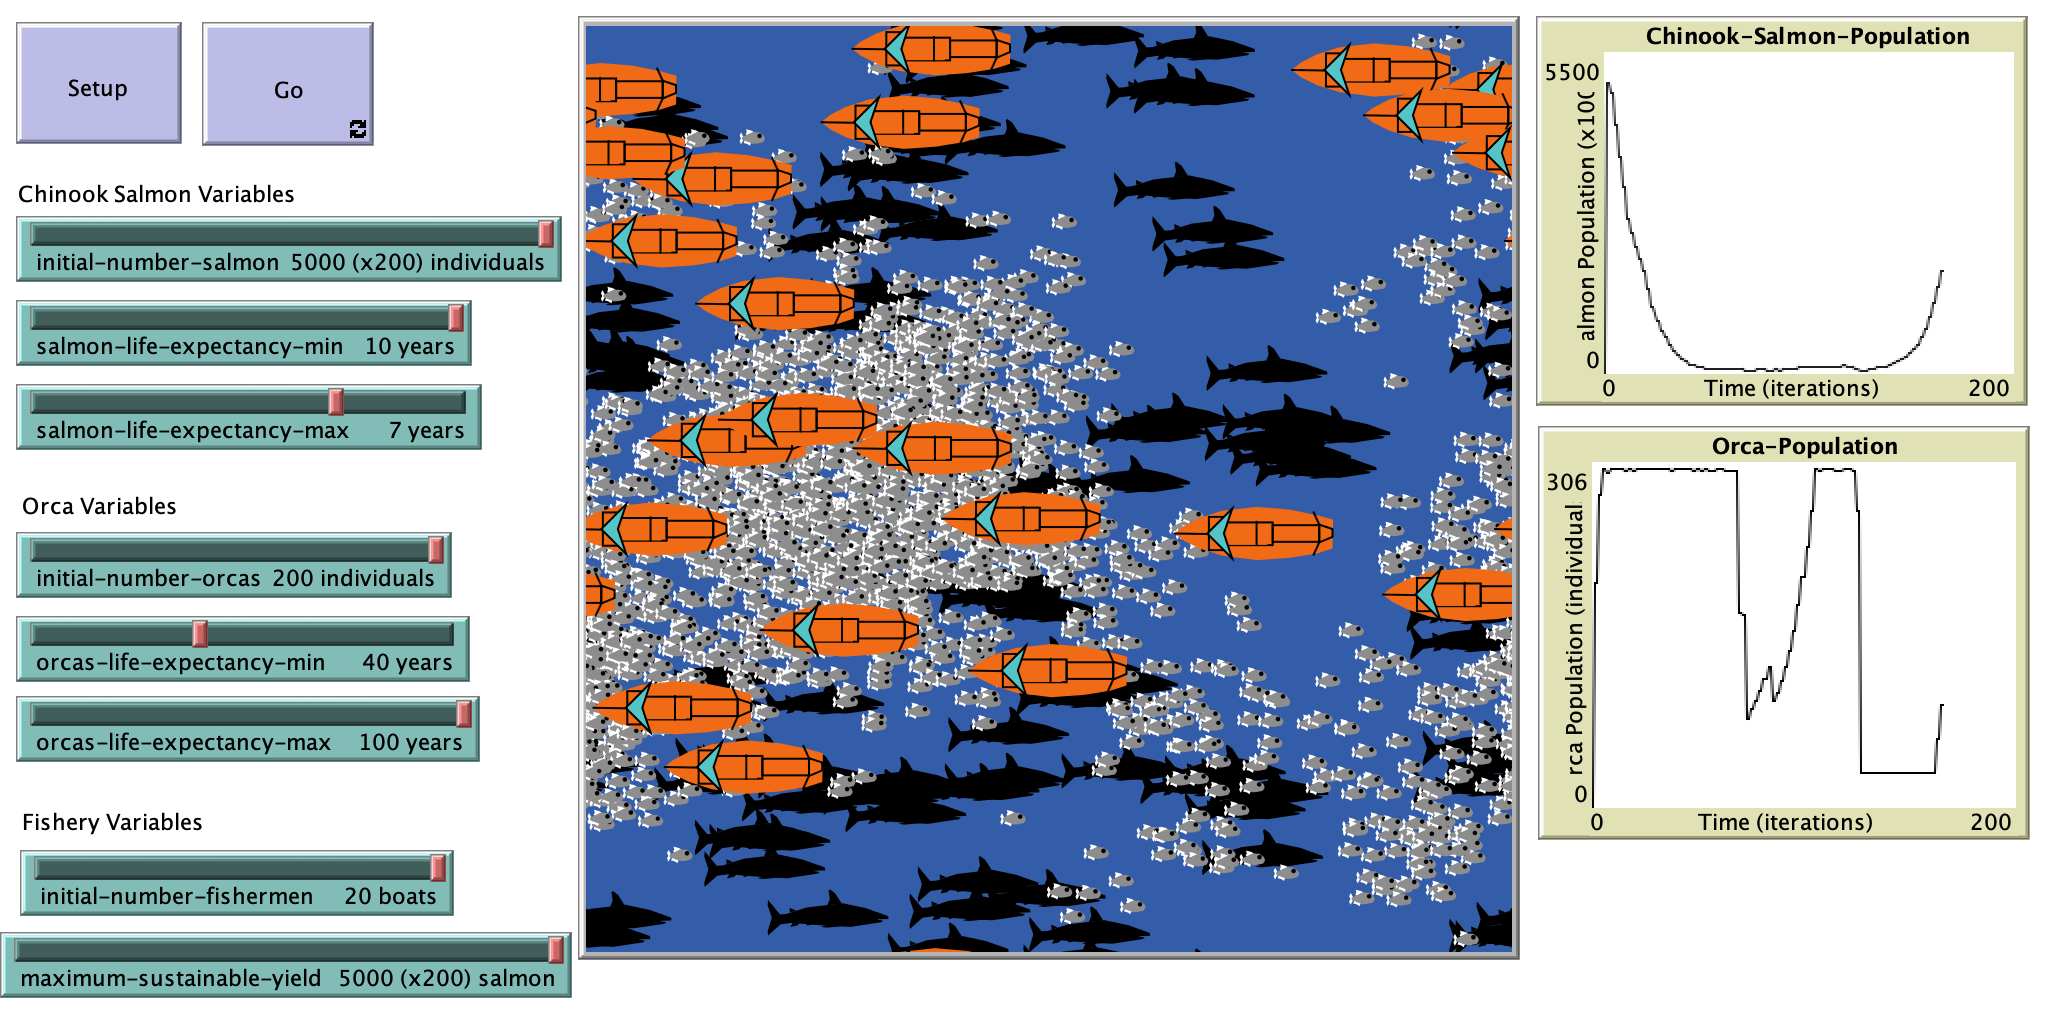 Setup
Go
Chinook Salmon Variables
initial-number-salmon 5000 (x200) individuals
salmon-life-expectancy-min 10 years
salmon-life-expectancy-max 7 years
Orca Variables
initial-number-orcas 200 individuals
orcas-life-expectancy-min 40 years
orcas-life-expectancy-max 100 years
Fishery Variables
initial-number-fishermen 20 boats
maximum-sustainable-yield 5000 (x200) salmon
Chinook-Salmon-Population
5500
almon Population (x100
0
0 Time (iterations) 200
Orca-Population
306
rca Population (individual
0
0 Time (iterations) 200